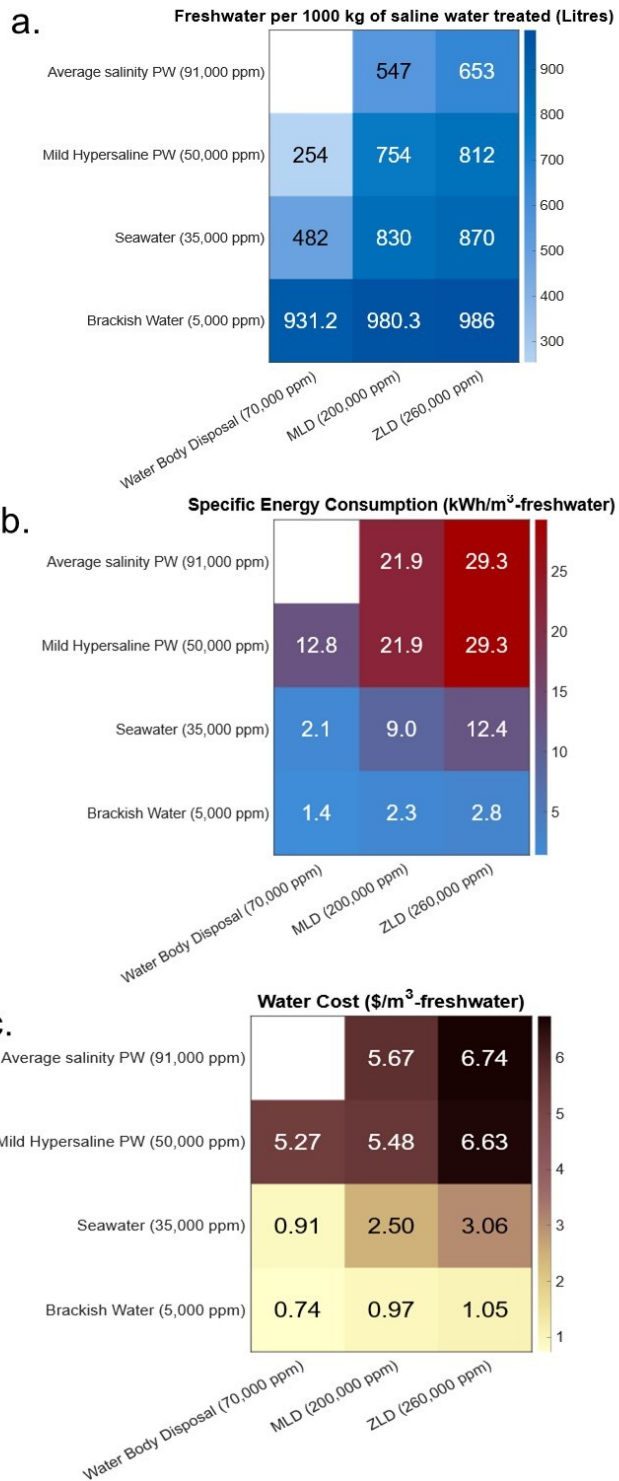 a.
Freshwater per 1000 kg of saline water treated (Litres)
Average salinity PW (91,000 ppm) 547 653
Mild Hypersaline PW (50,000 ppm) 254 754 812
Seawater (35,000 ppm) 482 830 870
Brackish Water (5,000 ppm) 931.2 980.3 986
900
800
700
600
500
400
300
Water Body Disposal (70,000 ppm)
MLD (200,000 ppm)
ZLD (260,000 ppm)
b.
Specific Energy Consumption (kWh/m³-freshwater)
Average salinity PW (91,000 ppm) 21.9 29.3
Mild Hypersaline PW (50,000 ppm) 12.8 21.9 29.3
Seawater (35,000 ppm) 2.1 9.0 12.4
Brackish Water (5,000 ppm) 1.4 2.3 2.8
25
20
15
10
5
Water Body Disposal (70,000 ppm)
MLD (200,000 ppm)
ZLD (260,000 ppm)
c.
Water Cost ($/m³-freshwater)
Average salinity PW (91,000 ppm) 5.67 6.74
Mild Hypersaline PW (50,000 ppm) 5.27 5.48 6.63
Seawater (35,000 ppm) 0.91 2.50 3.06
Brackish Water (5,000 ppm) 0.74 0.97 1.05
6
5
4
3
2
1
Water Body Disposal (70,000 ppm)
MLD (200,000 ppm)
ZLD (260,000 ppm)